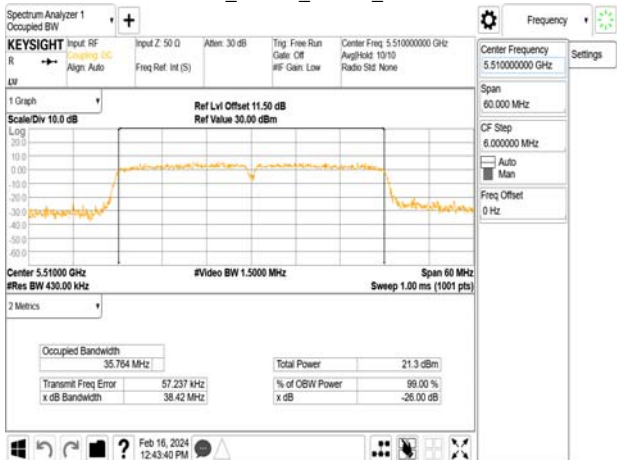 Spectrum Analyzer 1
Occupied BW
Frequency
KEYSIGHT Input: RF
R
Coupling: DC
Align: Auto
Input Z: 50 Ω
Freq Ref: Int (S)
Atten: 30 dB
Trig: Free Run
Gate: Off
#IF Gain: Low
Center Freq: 5.510000000 GHz
Avg|Hold: 10/10
Radio Std: None
Center Frequency
5.510000000 GHz
Settings
Span
60.000 MHz
CF Step
6.000000 MHz
Auto
Man
Freq Offset
0 Hz
1 Graph
Scale/Div 10.0 dB
Ref Lvl Offset 11.50 dB
Ref Value 30.00 dBm
Log
20.0
10.0
0.00
-10.0
-20.0
-30.0
-40.0
-50.0
-60.0
Center 5.51000 GHz
#Video BW 1.5000 MHz
Span 60 MHz
#Res BW 430.00 kHz
Sweep 1.00 ms (1001 pts)
2 Metrics
Occupied Bandwidth
35.764 MHz
Total Power 21.3 dBm
Transmit Freq Error 57.237 kHz
% of OBW Power 99.00 %
x dB Bandwidth 38.42 MHz
x dB -26.00 dB
Feb 16, 2024
12:43:40 PM